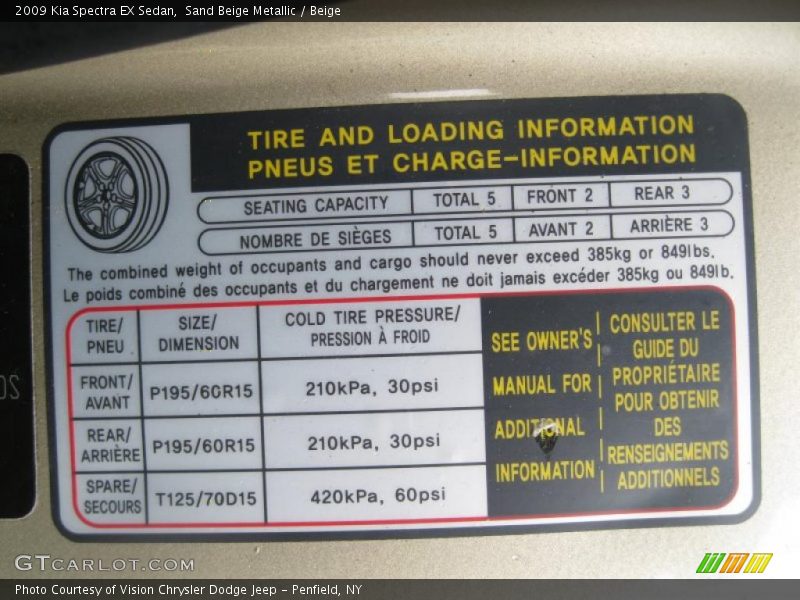 2009 Kia Spectra EX Sedan,  Sand Beige Metallic / Beige
TIRE AND LOADING INFORMATION
PNEUS ET CHARGE-INFORMATION
SEATING CAPACITY TOTAL 5 FRONT 2 REAR 3
NOMBRE DE SIÈGES TOTAL 5 AVANT 2 ARRIÈRE 3
The combined weight of occupants and cargo should never exceed 385kg or 849lbs.
Le poids combiné des occupants et du chargement ne doit jamais excéder 385kg ou 849lb.
TIRE/
PNEU
SIZE/
DIMENSION
COLD TIRE PRESSURE/
PRESSION À FROID
FRONT/
AVANT
P195/60R15
210kPa, 30psi
REAR/
ARRIÈRE
P195/60R15
210kPa, 30psi
SPARE/
SECOURS
T125/70D15
420kPa, 60psi
SEE OWNER'S
MANUAL FOR
ADDITIONAL
INFORMATION
CONSULTER LE
GUIDE DU
PROPRIÉTAIRE
POUR OBTENIR
DES
RENSEIGNEMENTS
ADDITIONNELS
GTCARLOT.COM
Photo Courtesy of Vision Chrysler Dodge Jeep - Penfield, NY